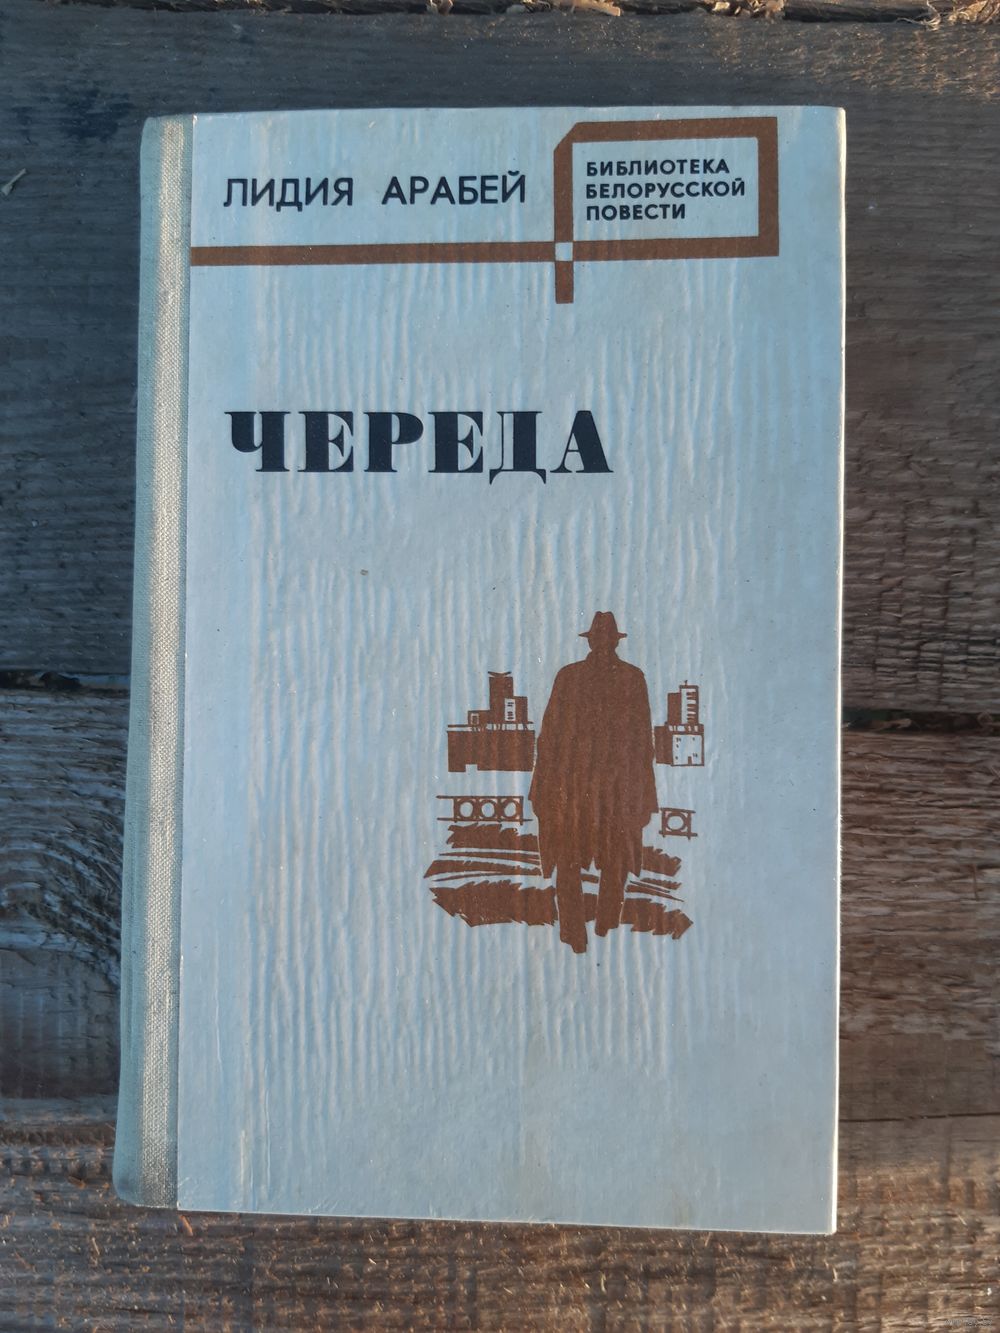 ЛИДИЯ АРАБЕЙ
БИБЛИОТЕКА
БЕЛОРУССКОЙ
ПОВЕСТИ
ЧЕРЕДА